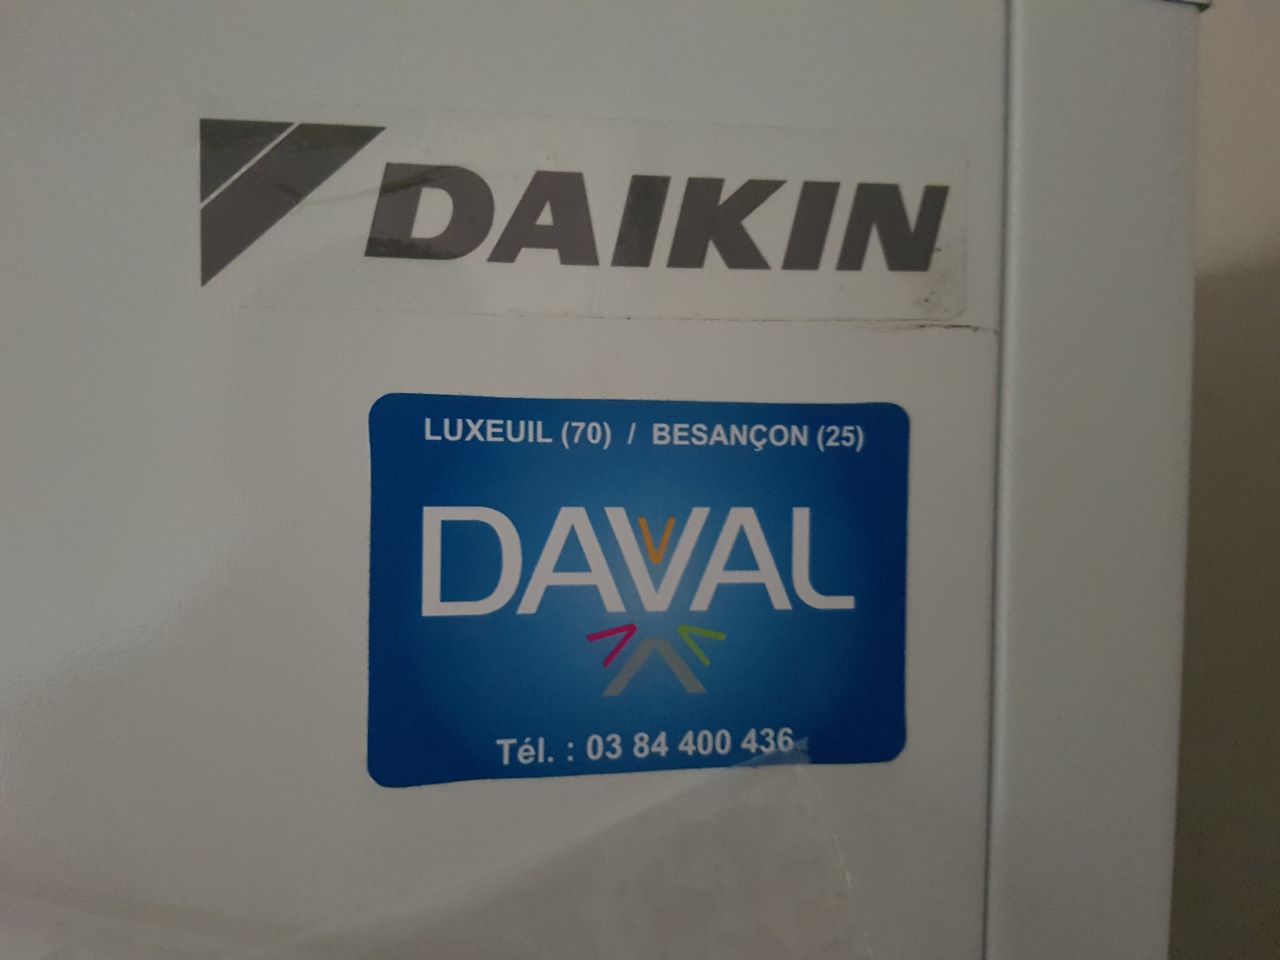 DAIKIN
LUXEUIL (70) / BESANÇON (25)
DAVAL
Tél. : 03 84 400 436